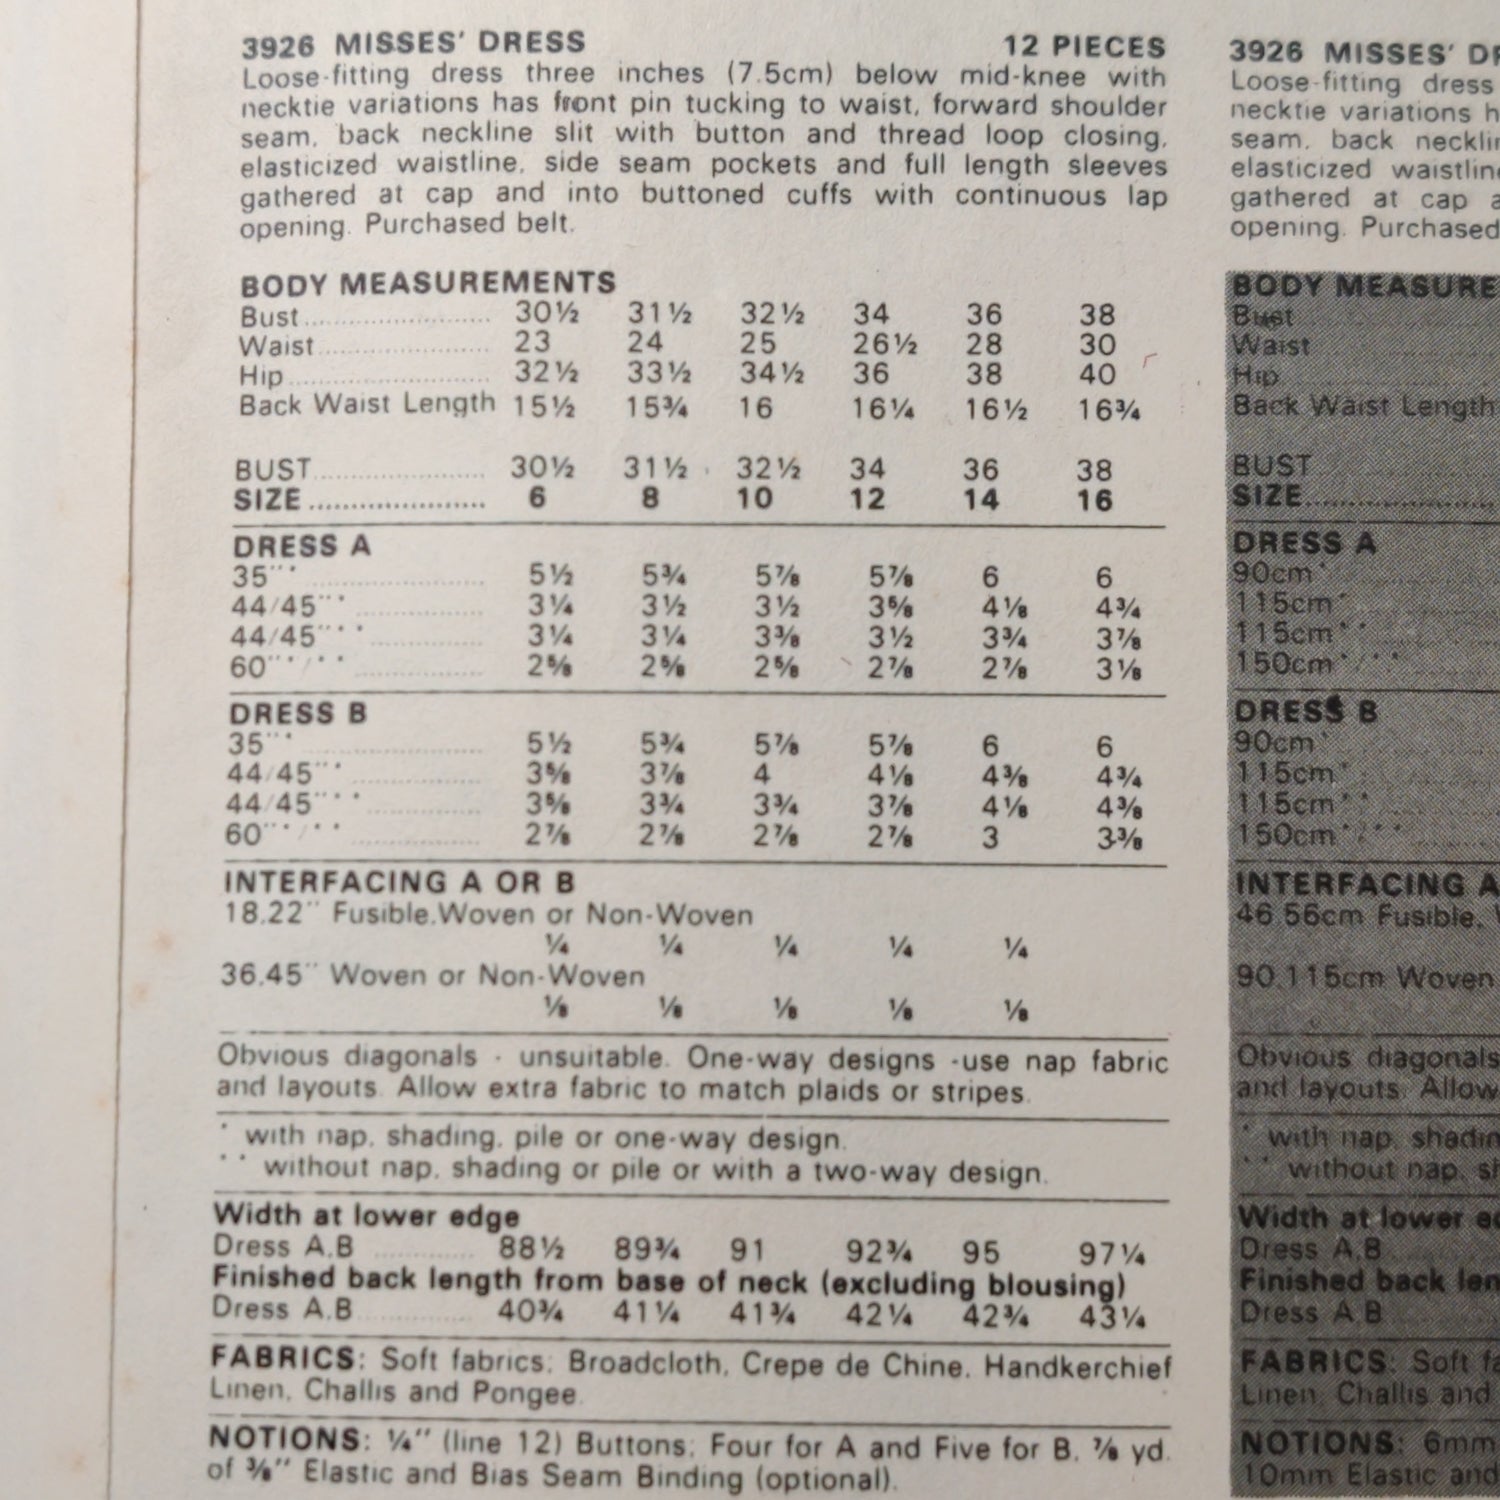 3926 MISSES' DRESS 12 PIECES
Loose-fitting dress three inches (7.5cm) below mid-knee with
necktie variations has front pin tucking to waist, forward shoulder
seam, back neckline slit with button and thread loop closing,
elasticized waistline, side seam pockets and full length sleeves
gathered at cap and into buttoned cuffs with continuous lap
opening. Purchased belt.
BODY MEASUREMENTS
Bust 30½ 31½ 32½ 34 36 38
Waist 23 24 25 26½ 28 30
Hip 32½ 33½ 34½ 36 38 40
Back Waist Length 15½ 15¾ 16 16¼ 16½ 16¾
BUST 30½ 31½ 32½ 34 36 38
SIZE 6 8 10 12 14 16
DRESS A
35"* 5½ 5¾ 5⅞ 5⅞ 6 6
44/45"* 3¼ 3½ 3½ 3⅝ 4⅛ 4¾
44/45"** 3¼ 3¼ 3⅜ 3½ 3¾ 3⅞
60"*/** 2⅝ 2⅝ 2⅝ 2⅞ 2⅞ 3⅛
DRESS B
35"* 5½ 5¾ 5⅞ 5⅞ 6 6
44/45"* 3⅝ 3⅞ 4 4⅛ 4⅜ 4¾
44/45"** 3⅝ 3¾ 3¾ 3⅞ 4⅛ 4⅜
60"*/** 2⅞ 2⅞ 2⅞ 2⅞ 3 3⅜
INTERFACING A OR B
18,22" Fusible,Woven or Non-Woven
¼ ¼ ¼ ¼ ¼
36,45" Woven or Non-Woven
⅛ ⅛ ⅛ ⅛ ⅛
Obvious diagonals - unsuitable. One-way designs -use nap fabric
and layouts. Allow extra fabric to match plaids or stripes.
* with nap, shading, pile or one-way design.
** without nap, shading or pile or with a two-way design.
Width at lower edge
Dress A,B 88½ 89¾ 91 92¾ 95 97¼
Finished back length from base of neck (excluding blousing)
Dress A,B 40¾ 41¼ 41¾ 42¼ 42¾ 43¼
FABRICS: Soft fabrics: Broadcloth, Crepe de Chine, Handkerchief
Linen, Challis and Pongee.
NOTIONS: ¼" (line 12) Buttons: Four for A and Five for B, ⅞ yd.
of ⅜" Elastic and Bias Seam Binding (optional).
3926 MISSES'
Loose-fitting dress
necktie variations
seam, back
elasticized
gathered at cap
opening. Purchased
BODY
Bust
Waist
Hip
Back Waist Length
BUST
SIZE
DRESS A
90cm*
115cm*
115cm**
150cm*/**
DRESS B
90cm*
115cm*
115cm**
150cm*/**
INTERFACING A
46,56cm Fusible,
90,115cm Woven
Obvious diagonals
and layouts. Allow
* with nap,
** without nap,
Width at lower
Dress A,B
Finished back
Dress A,B
FABRICS: Soft
Linen, Challis and
NOTIONS: 6mm
10mm Elastic and